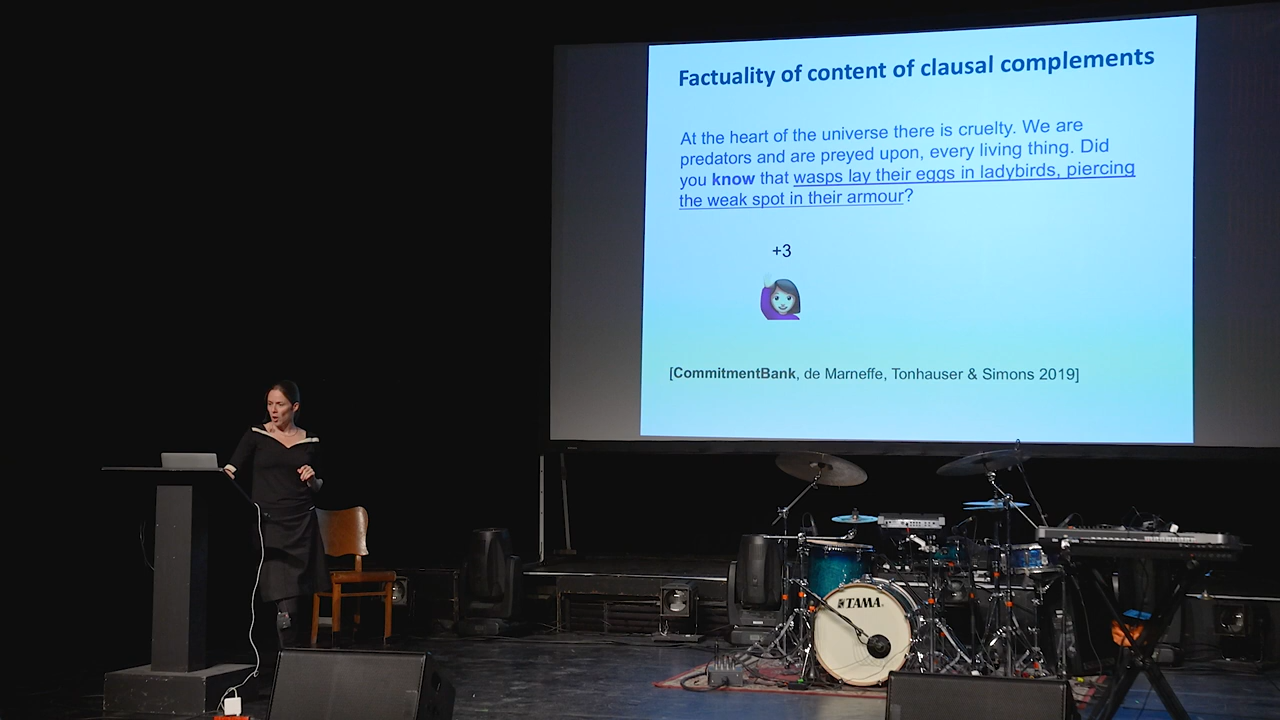 Factuality of content of clausal complements
At the heart of the universe there is cruelty. We are
predators and are preyed upon, every living thing. Did
you know that wasps lay their eggs in ladybirds, piercing
the weak spot in their armour?
+3
[CommitmentBank, de Marneffe, Tonhauser & Simons 2019]
TAMA